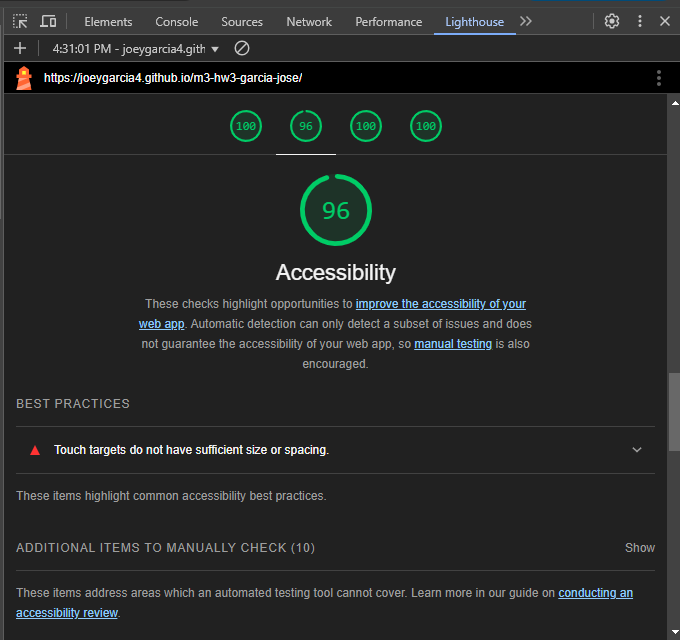 Elements Console Sources Network Performance Lighthouse
4:31:01 PM - joeygarcia4.gith
https://joeygarcia4.github.io/m3-hw3-garcia-jose/
100 96 100 100
96
Accessibility
These checks highlight opportunities to improve the accessibility of your
web app. Automatic detection can only detect a subset of issues and does
not guarantee the accessibility of your web app, so manual testing is also
encouraged.
BEST PRACTICES
Touch targets do not have sufficient size or spacing.
These items highlight common accessibility best practices.
ADDITIONAL ITEMS TO MANUALLY CHECK (10) Show
These items address areas which an automated testing tool cannot cover. Learn more in our guide on conducting an
accessibility review.